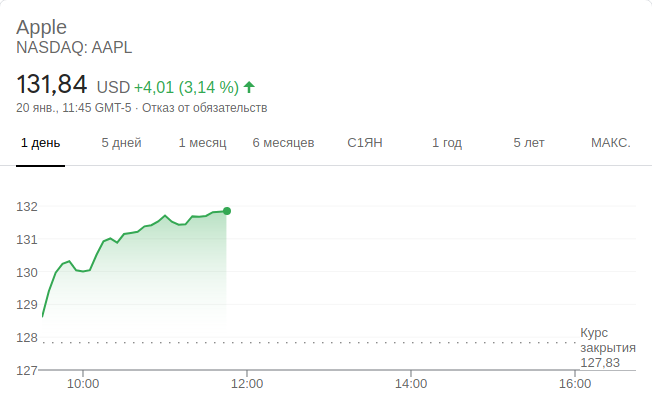 Apple
NASDAQ: AAPL
131,84 USD +4,01 (3,14 %)
20 янв., 11:45 GMT-5 · Отказ от обязательств
1 день 5 дней 1 месяц 6 месяцев С1ЯН 1 год 5 лет МАКС.
132
131
130
129
128
127
Курс
закрытия
127,83
10:00 12:00 14:00 16:00